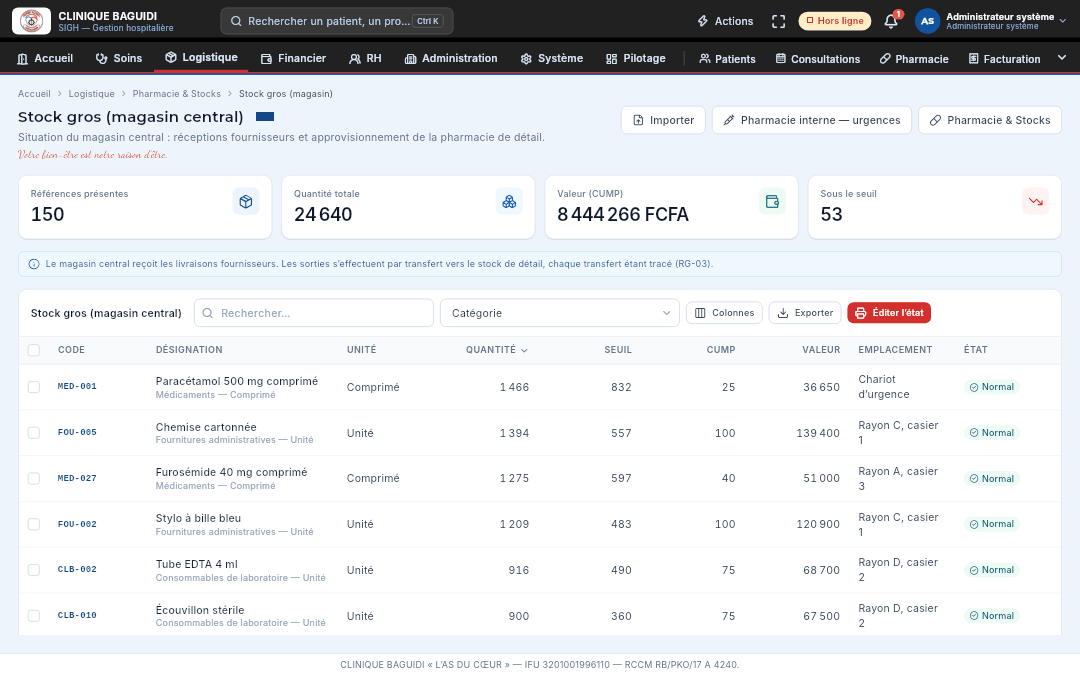 CLINIQUE BAGUIDI
SIGH — Gestion hospitalière
Rechercher un patient, un pro... Ctrl K
Actions
Hors ligne
1
AS
Administrateur système
Administrateur système
Accueil Soins Logistique Financier RH Administration Système Pilotage Patients Consultations Pharmacie Facturation
Accueil > Logistique > Pharmacie & Stocks > Stock gros (magasin)
Stock gros (magasin central)
Situation du magasin central : réceptions fournisseurs et approvisionnement de la pharmacie de détail.
Votre bien-être est notre raison d'être.
Importer Pharmacie interne — urgences Pharmacie & Stocks
Références présentes
150
Quantité totale
24 640
Valeur (CUMP)
8 444 266 FCFA
Sous le seuil
53
Le magasin central reçoit les livraisons fournisseurs. Les sorties s'effectuent par transfert vers le stock de détail, chaque transfert étant tracé (RG-03).
Stock gros (magasin central) Rechercher... Catégorie Colonnes Exporter Éditer l'état
CODE DÉSIGNATION UNITÉ QUANTITÉ SEUIL CUMP VALEUR EMPLACEMENT ÉTAT
MED-001 Paracétamol 500 mg comprimé Comprimé 1 466 832 25 36 650 Chariot d'urgence Normal
Médicaments — Comprimé
FOU-005 Chemise cartonnée Unité 1 394 557 100 139 400 Rayon C, casier 1 Normal
Fournitures administratives — Unité
MED-027 Furosémide 40 mg comprimé Comprimé 1 275 597 40 51 000 Rayon A, casier 3 Normal
Médicaments — Comprimé
FOU-002 Stylo à bille bleu Unité 1 209 483 100 120 900 Rayon C, casier 1 Normal
Fournitures administratives — Unité
CLB-002 Tube EDTA 4 ml Unité 916 490 75 68 700 Rayon D, casier 2 Normal
Consommables de laboratoire — Unité
CLB-010 Écouvillon stérile Unité 900 360 75 67 500 Rayon D, casier 2 Normal
Consommables de laboratoire — Unité
CLINIQUE BAGUIDI « L'AS DU CŒUR » — IFU 3201001996110 — RCCM RB/PKO/17 A 4240.